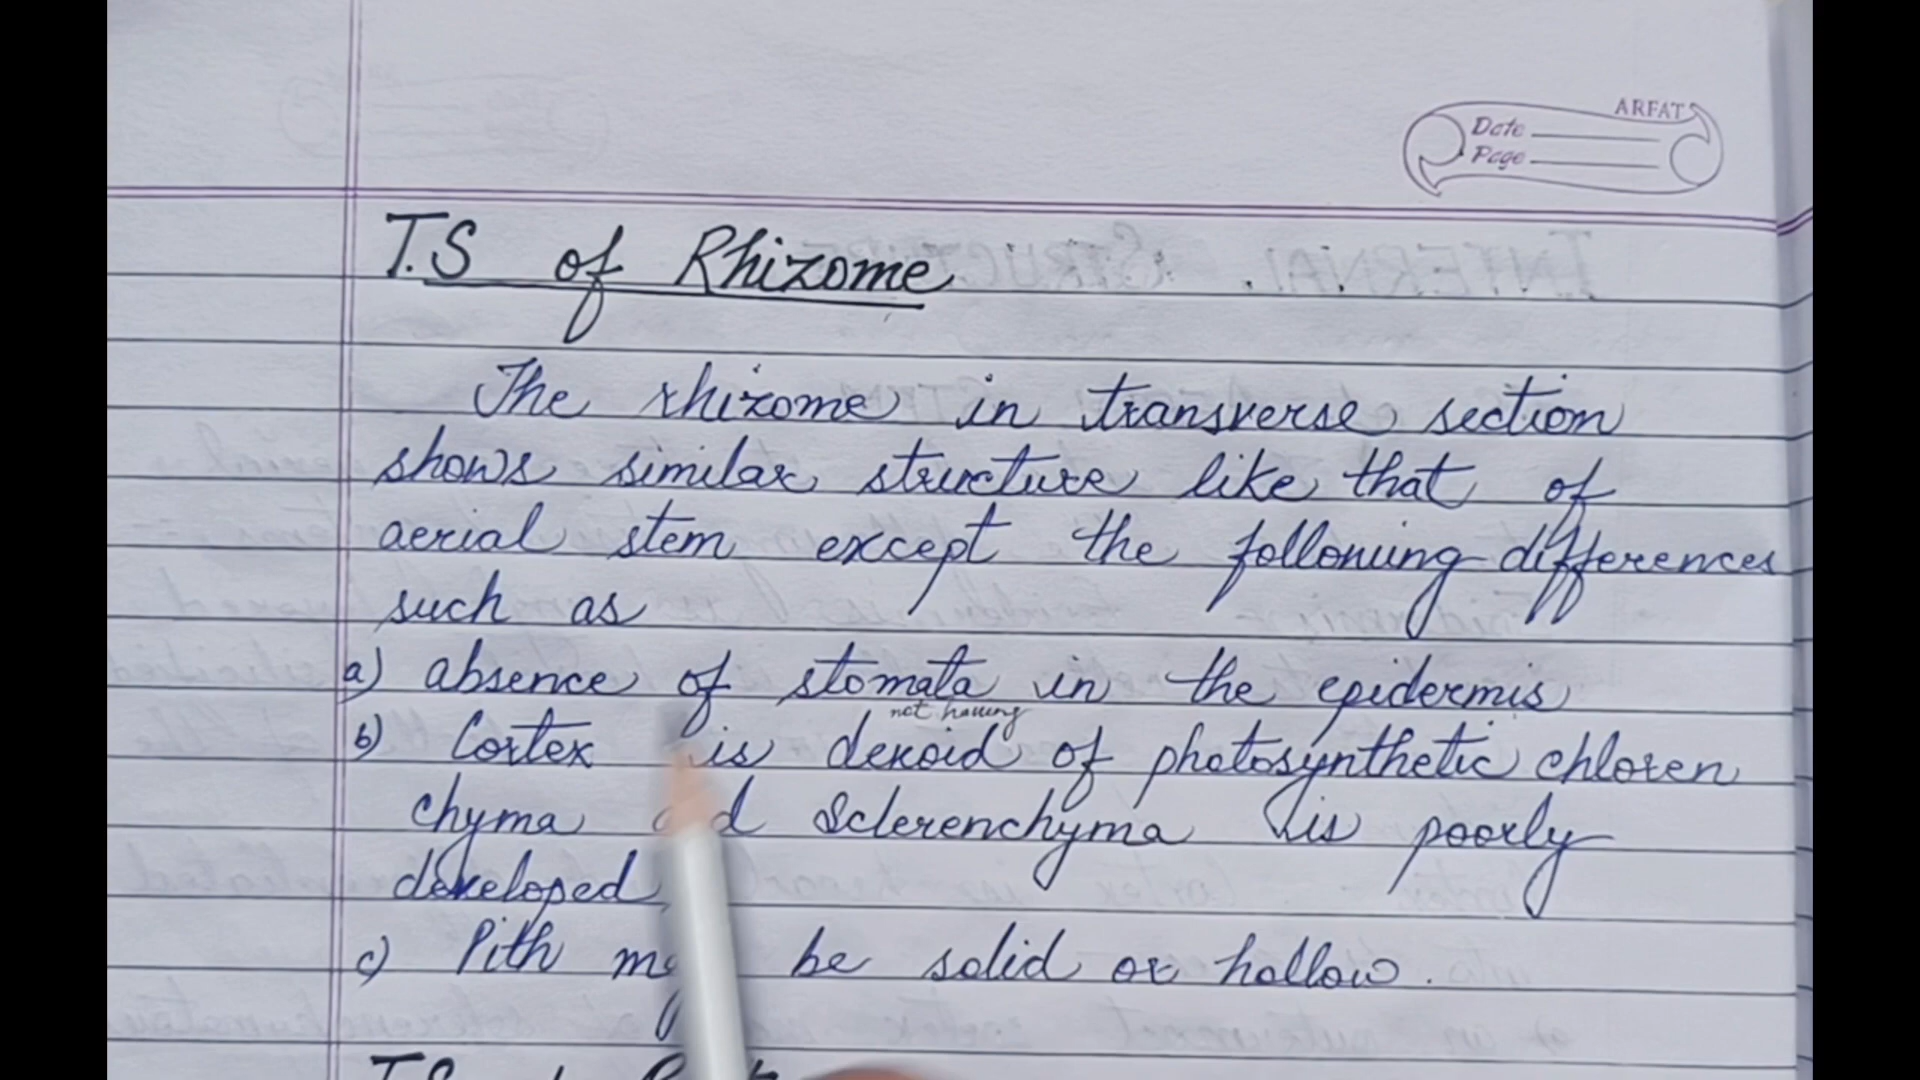 ARFAT
Date
Page
T.S of Rhizome
The rhizome in transverse section
shows similar structure like that of
aerial stem except the following differences
such as
a) absence of stomata in the epidermis
not having
b) Cortex is devoid of photosynthetic chloren
chyma and Sclerenchyma is poorly
developed
c) Pith may be solid or hollow.
T.S